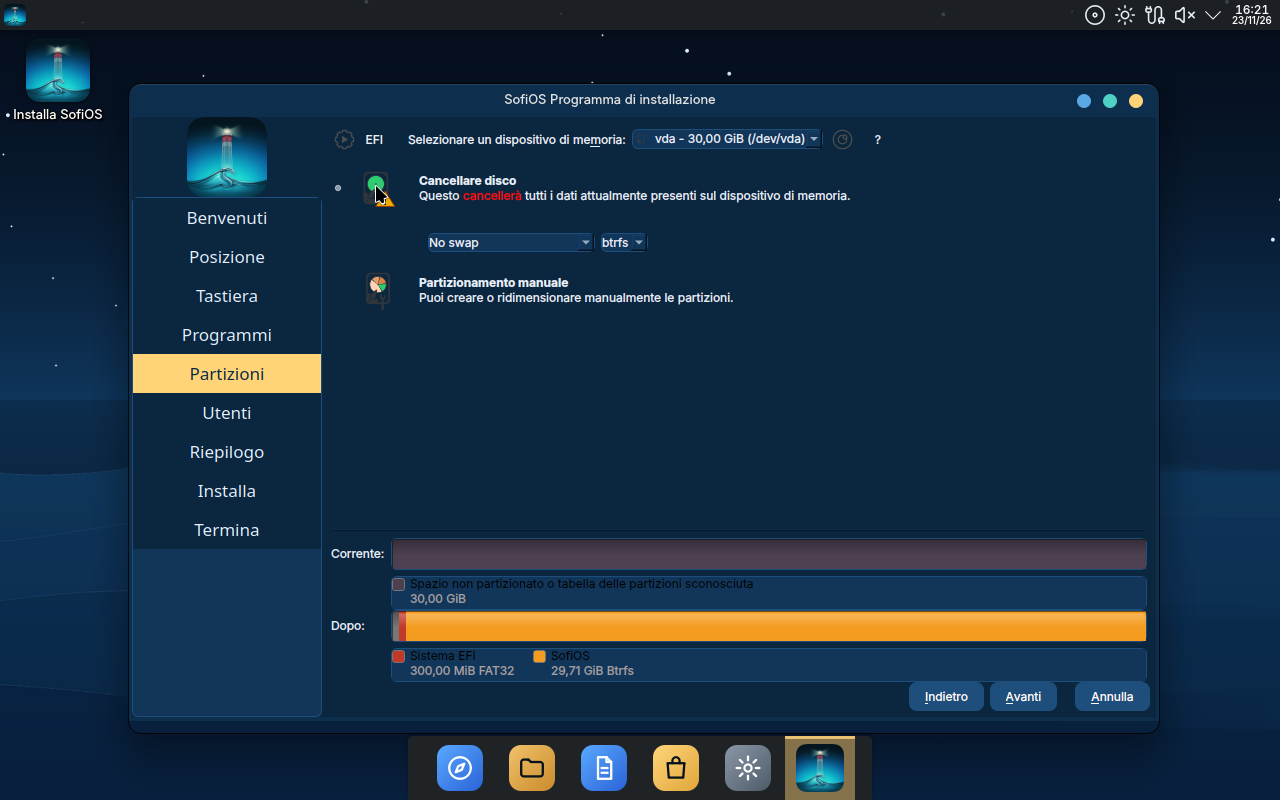 16:21
23/11/26
Installa SofiOS
SofiOS Programma di installazione
EFI
Selezionare un dispositivo di memoria:
vda - 30,00 GiB (/dev/vda)
?
Benvenuti
Posizione
Tastiera
Programmi
Partizioni
Utenti
Riepilogo
Installa
Termina
Cancellare disco
Questo cancellerà tutti i dati attualmente presenti sul dispositivo di memoria.
No swap
btrfs
Partizionamento manuale
Puoi creare o ridimensionare manualmente le partizioni.
Corrente:
Spazio non partizionato o tabella delle partizioni sconosciuta
30,00 GiB
Dopo:
Sistema EFI
300,00 MiB FAT32
SofiOS
29,71 GiB Btrfs
Indietro
Avanti
Annulla